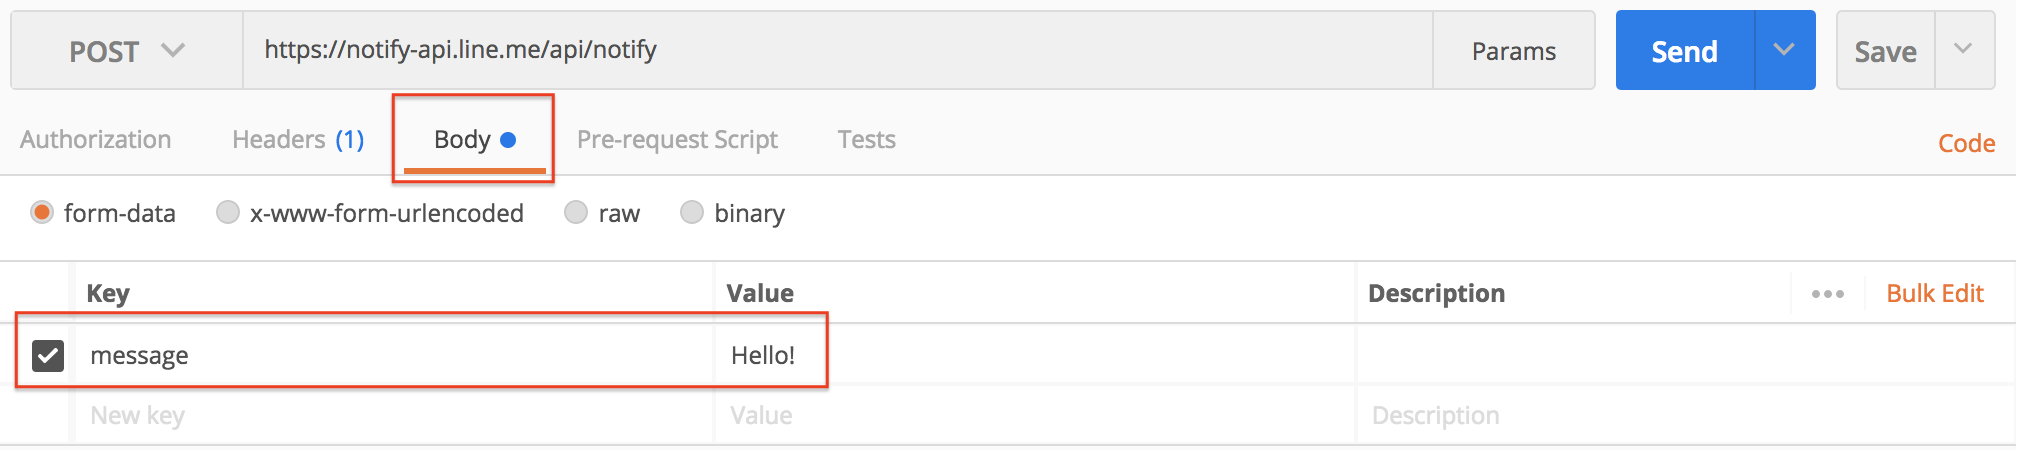 POST https://notify-api.line.me/api/notify Params Send Save
Authorization Headers (1) Body Pre-request Script Tests Code
form-data x-www-form-urlencoded raw binary
Key Value Description ••• Bulk Edit
message Hello!
New key Value Description